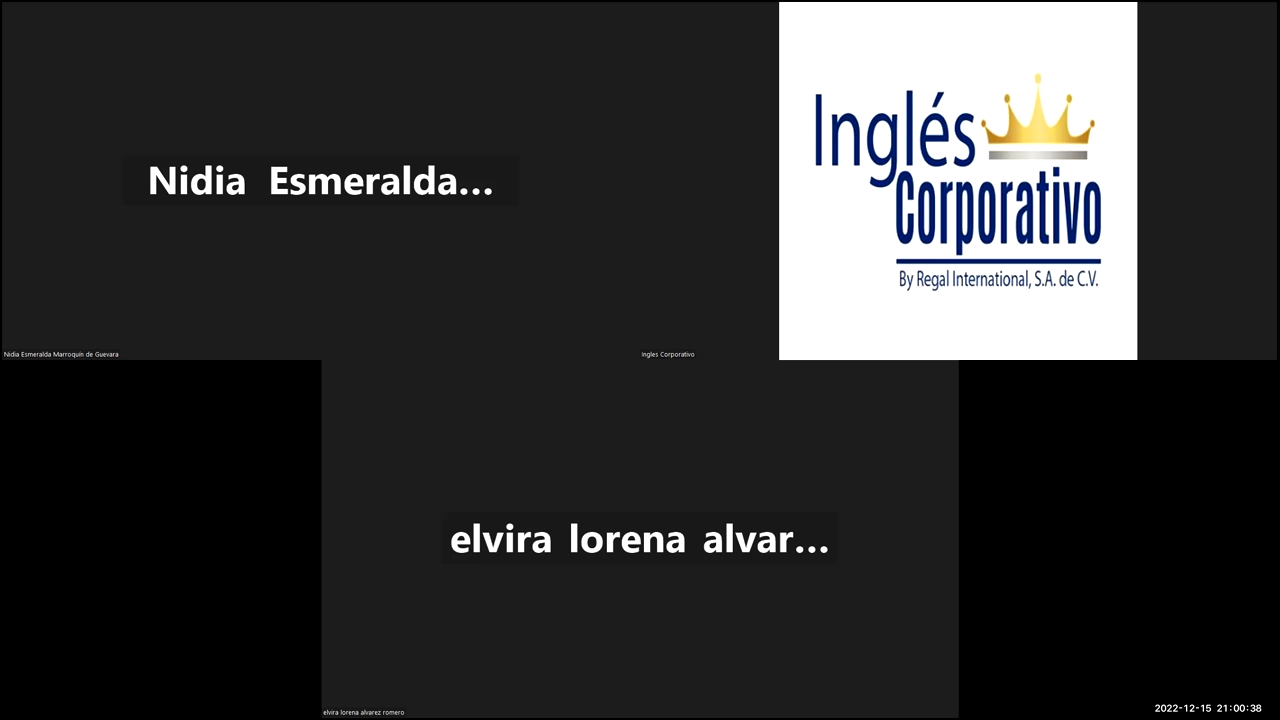 Nidia Esmeralda...
Nidia Esmeralda Marroquín de Guevara
Inglés
Corporativo
By Regal International, S.A. de C.V.
Ingles Corporativo
elvira lorena alvar...
elvira lorena alvarez romero
2022-12-15 21:00:38